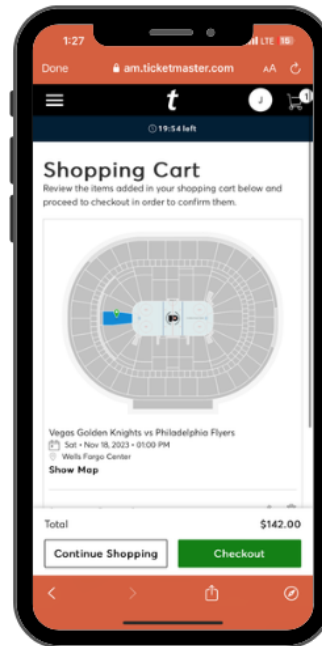 1:27
LTE 15
Done
am.ticketmaster.com
AA
t
J
1
19:54 left
Shopping Cart
Review the items added in your shopping cart below and
proceed to checkout in order to confirm them.
Vegas Golden Knights vs Philadelphia Flyers
Sat • Nov 18, 2023 • 01:00 PM
Wells Fargo Center
Show Map
Total
$142.00
Continue Shopping
Checkout